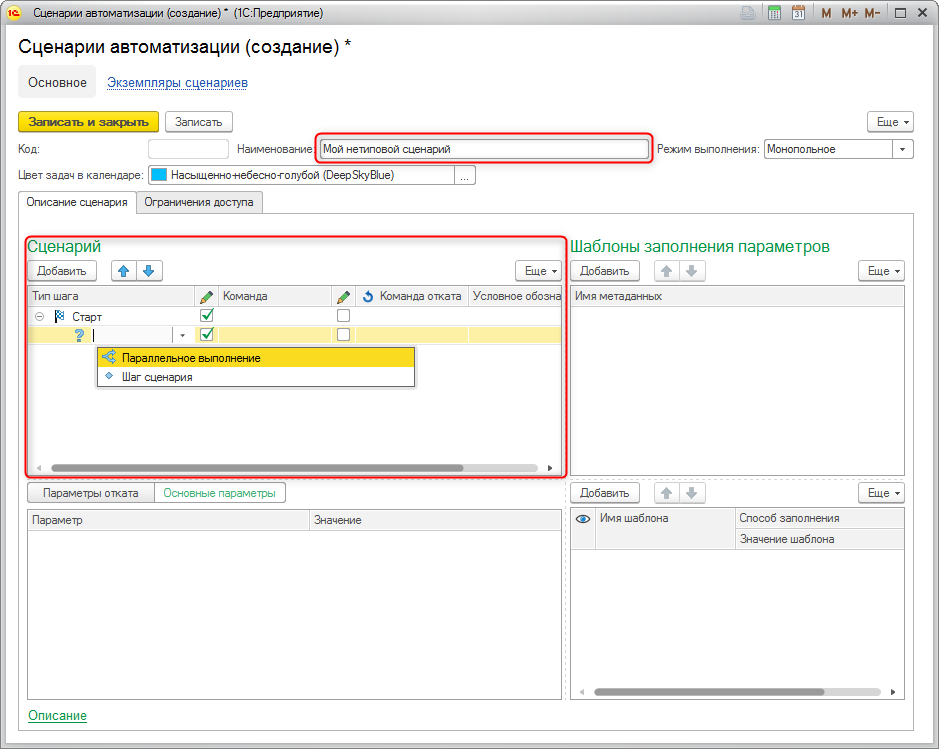 Сценарии автоматизации (создание) * (1С:Предприятие)
31 M M+ M-
Сценарии автоматизации (создание) *
Основное Экземпляры сценариев
Записать и закрыть Записать Еще
Код: Наименование: Мой нетиповой сценарий Режим выполнения: Монопольное
Цвет задач в календаре: Насыщенно-небесно-голубой (DeepSkyBlue) ...
Описание сценария Ограничения доступа
Сценарий Шаблоны заполнения параметров
Добавить Еще Добавить Еще
Тип шага Команда Команда отката Условное обозна Имя метаданных
Старт
?
Параллельное выполнение
Шаг сценария
Параметры отката Основные параметры Добавить Еще
Параметр Значение Имя шаблона Способ заполнения
Значение шаблона
Описание